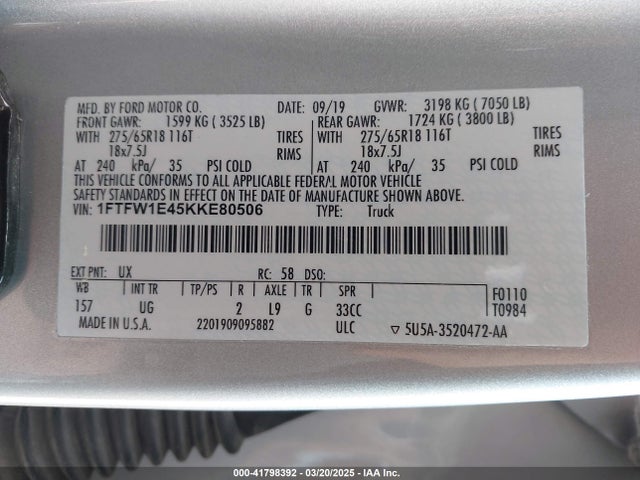 MFD. BY FORD MOTOR CO. DATE: 09/19 GVWR: 3198 KG ( 7050 LB)
FRONT GAWR: 1599 KG ( 3525 LB) REAR GAWR: 1724 KG ( 3800 LB)
WITH 275/65R18 116T TIRES WITH 275/65R18 116T TIRES
18x7.5J RIMS 18x7.5J RIMS
AT 240 kPa/ 35 PSI COLD AT 240 kPa/ 35 PSI COLD
THIS VEHICLE CONFORMS TO ALL APPLICABLE FEDERAL MOTOR VEHICLE
SAFETY STANDARDS IN EFFECT ON THE DATE OF MANUFACTURE SHOWN ABOVE.
VIN: 1FTFW1E45KKE80506 TYPE: Truck
EXT PNT: UX RC: 58 DSO:
WB INT TR TP/PS R AXLE TR SPR
157 UG 2 L9 G 33CC
F0110
T0984
MADE IN U.S.A. 2201909095882 ULC ▽ 5U5A-3520472-AA
000-41798392 | 03/20/2025 | IAA Inc.